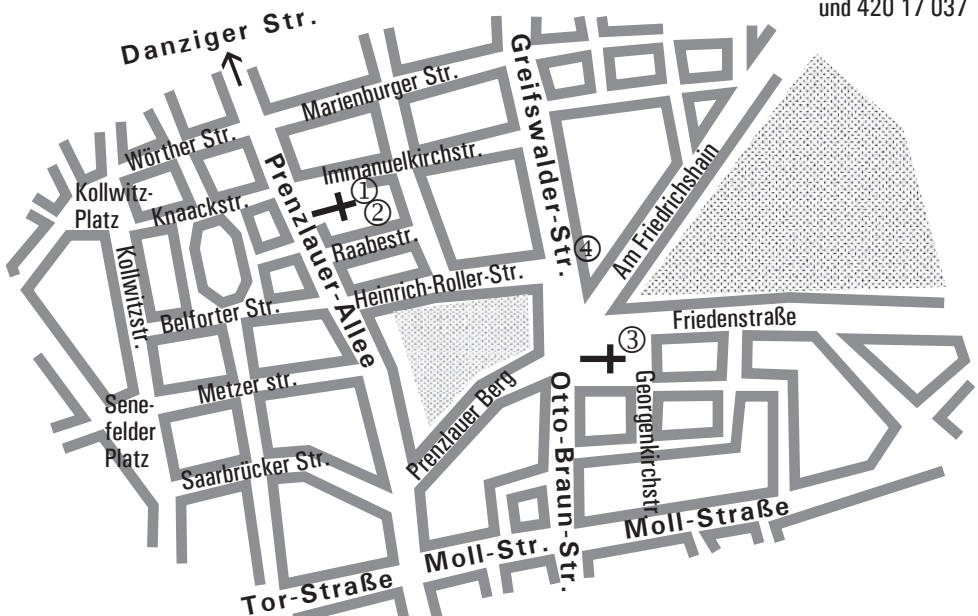 und 420 17 037
Danziger Str.
Greifswalder-Str.
Marienburger Str.
Wörther Str.
Prenzlauer-Allee
Immanuelkirchstr.
Am Friedrichshain
Kollwitz-
Platz
Knaackstr.
①
②
Raabestr.
④
Kollwitzstr.
Heinrich-Roller-Str.
Belforter Str.
Friedenstraße
③
Metzer str.
Prenzlauer Berg
Otto-Braun-Str.
Georgenkirchstr.
Sene-
felder
Platz
Saarbrücker Str.
Moll-Straße
Moll-Str.
Tor-Straße